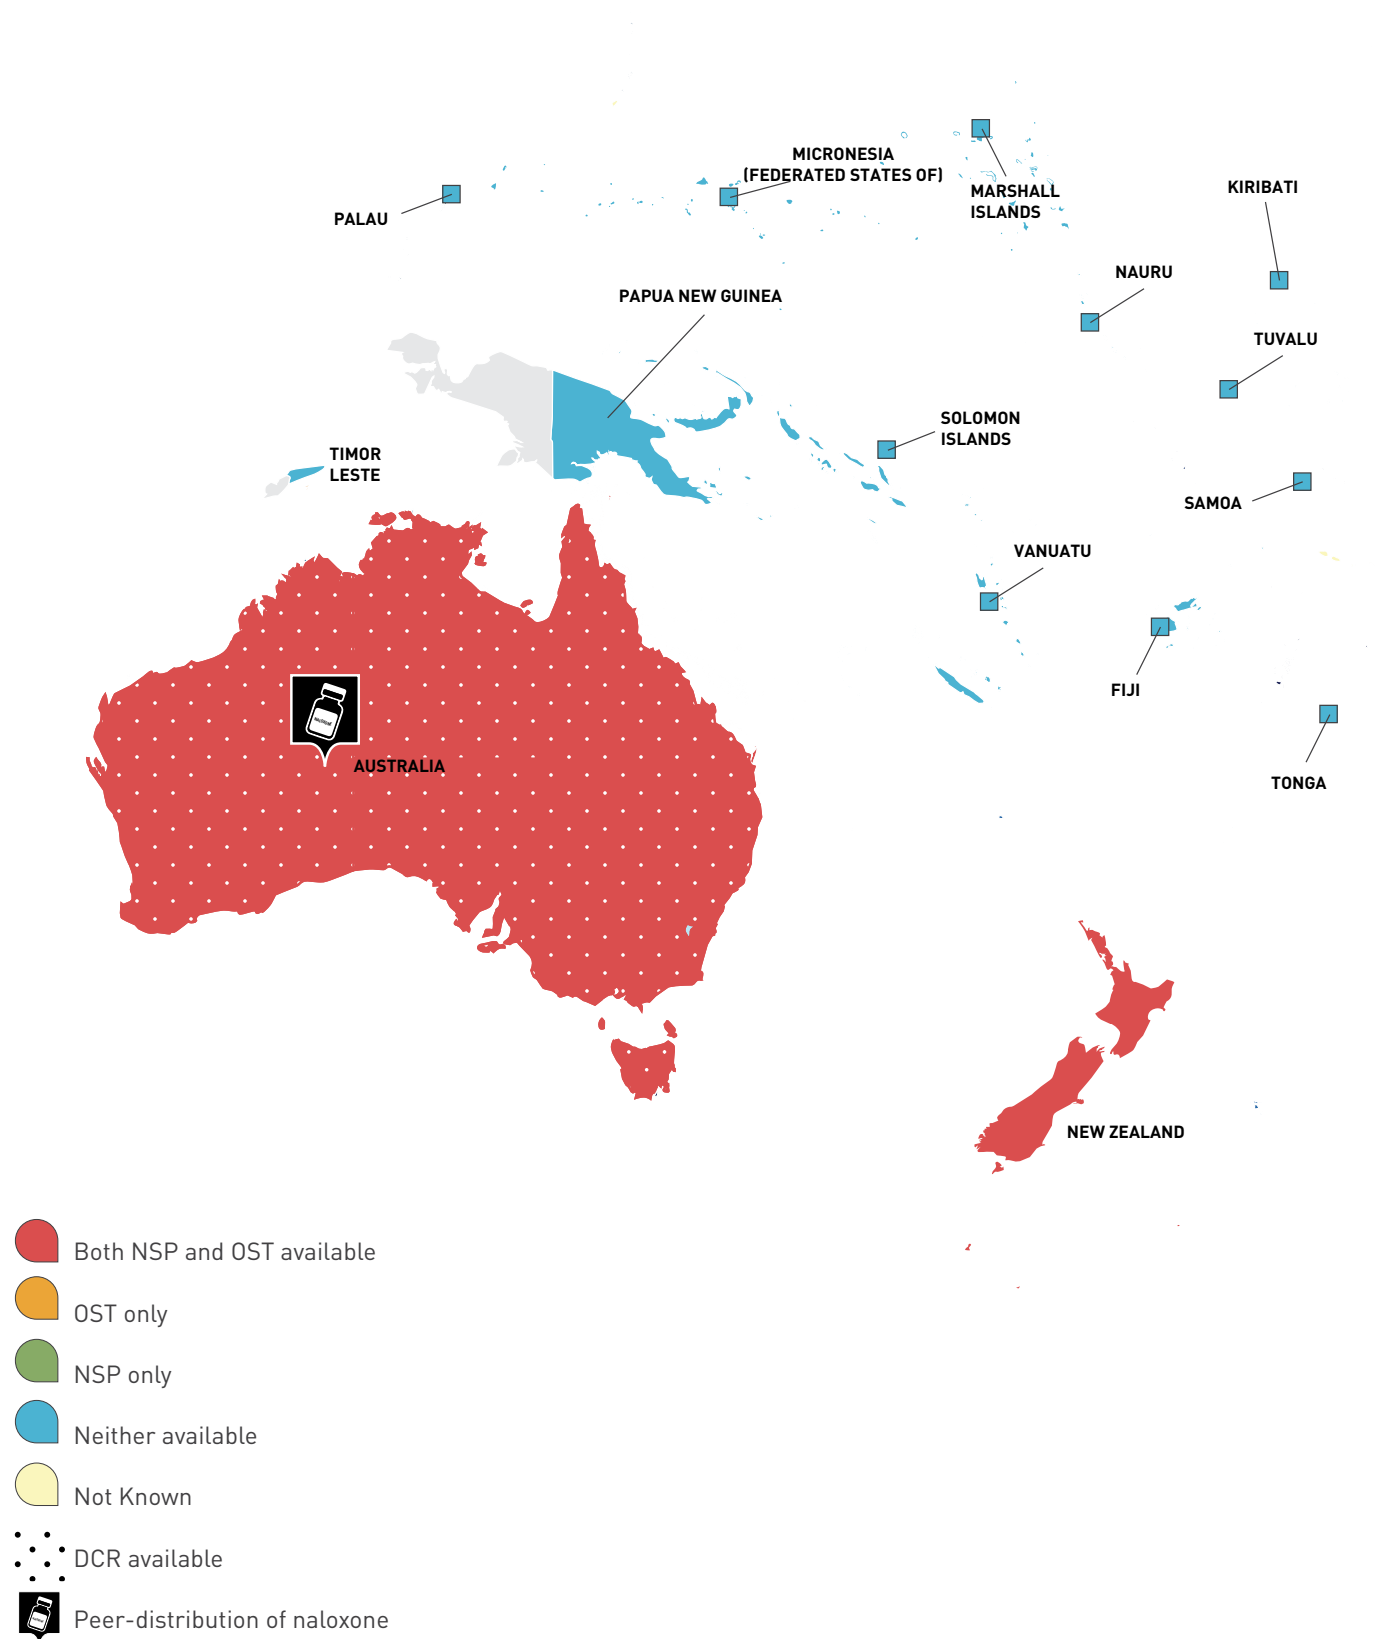 MICRONESIA
(FEDERATED STATES OF)
MARSHALL
ISLANDS
KIRIBATI
PALAU
NAURU
PAPUA NEW GUINEA
TUVALU
SOLOMON
ISLANDS
TIMOR
LESTE
SAMOA
VANUATU
FIJI
AUSTRALIA
TONGA
NEW ZEALAND
Both NSP and OST available
OST only
NSP only
Neither available
Not Known
DCR available
Peer-distribution of naloxone